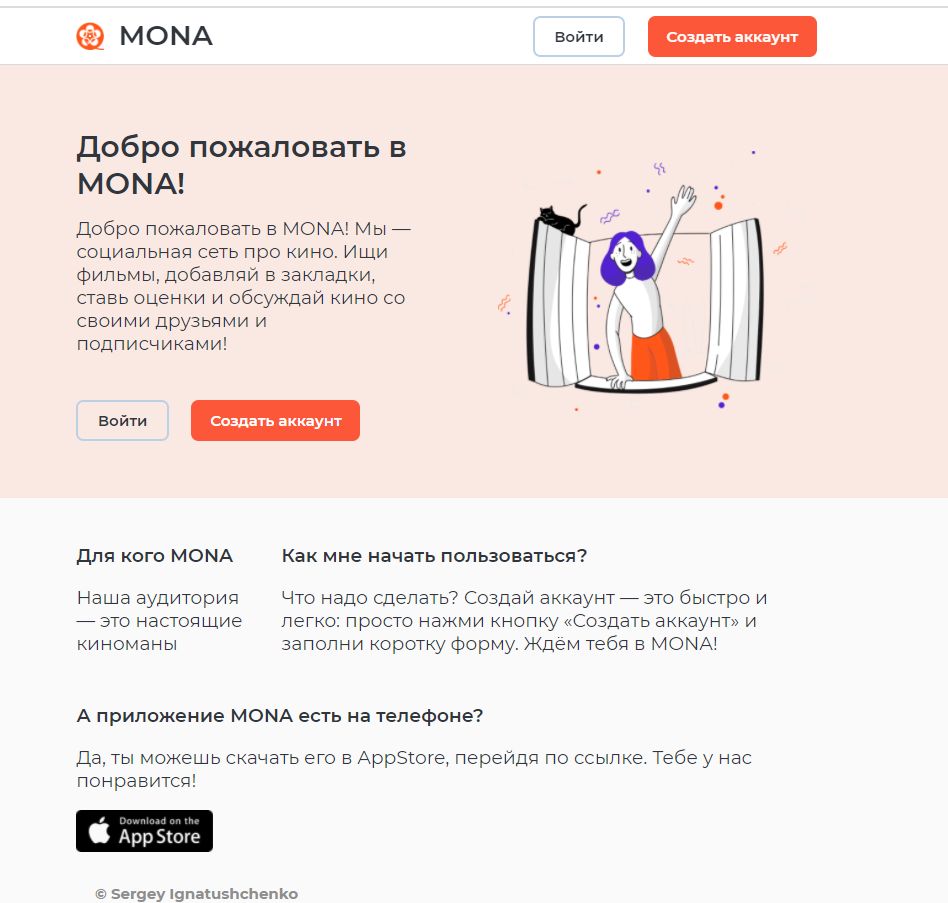 MONA
Войти
Создать аккаунт
Добро пожаловать в
MONA!
Добро пожаловать в MONA! Мы —
социальная сеть про кино. Ищи
фильмы, добавляй в закладки,
ставь оценки и обсуждай кино со
своими друзьями и
подписчиками!
Войти
Создать аккаунт
Для кого MONA
Наша аудитория
— это настоящие
киноманы
Как мне начать пользоваться?
Что надо сделать? Создай аккаунт — это быстро и
легко: просто нажми кнопку «Создать аккаунт» и
заполни коротку форму. Ждём тебя в MONA!
А приложение MONA есть на телефоне?
Да, ты можешь скачать его в AppStore, перейдя по ссылке. Тебе у нас
понравится!
Download on the
App Store
© Sergey Ignatushchenko